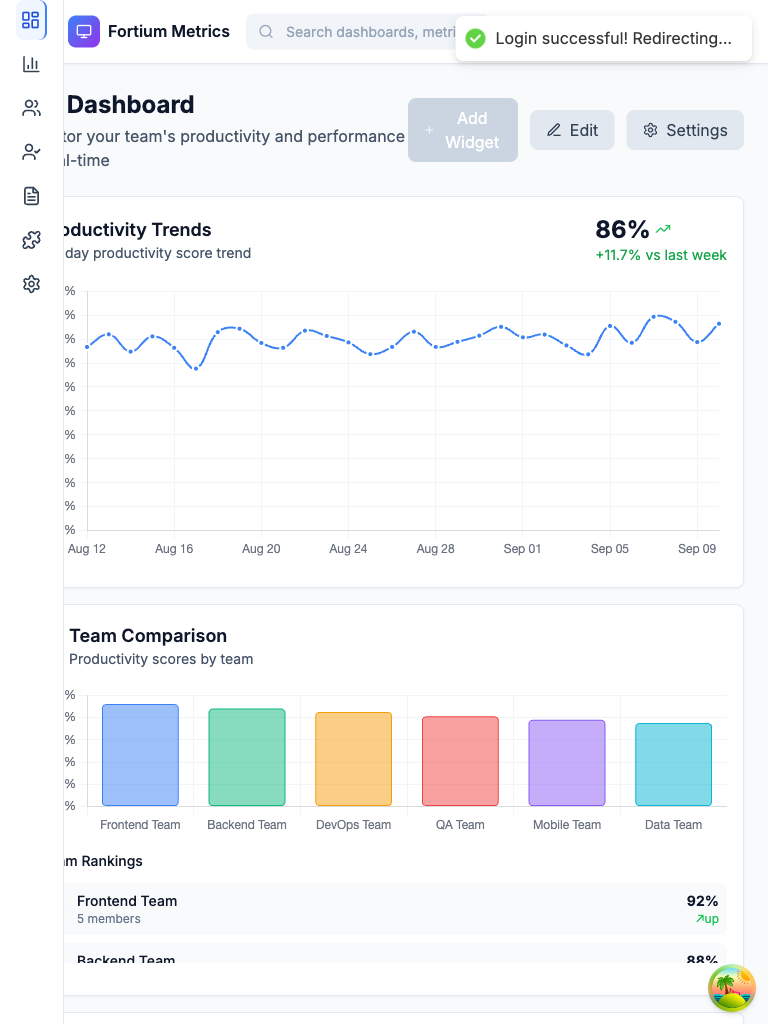 Fortium Metrics
Search dashboards, metri
Login successful! Redirecting...
Dashboard
tor your team's productivity and performance
al-time
Add
Widget
Edit
Settings
oductivity Trends
day productivity score trend
86%
+11.7% vs last week
%
%
%
%
%
%
%
%
%
%
%
Aug 12
Aug 16
Aug 20
Aug 24
Aug 28
Sep 01
Sep 05
Sep 09
Team Comparison
Productivity scores by team
%
%
%
%
%
%
Frontend Team
Backend Team
DevOps Team
QA Team
Mobile Team
Data Team
m Rankings
Frontend Team
92%
5 members
up
Backend Team
88%